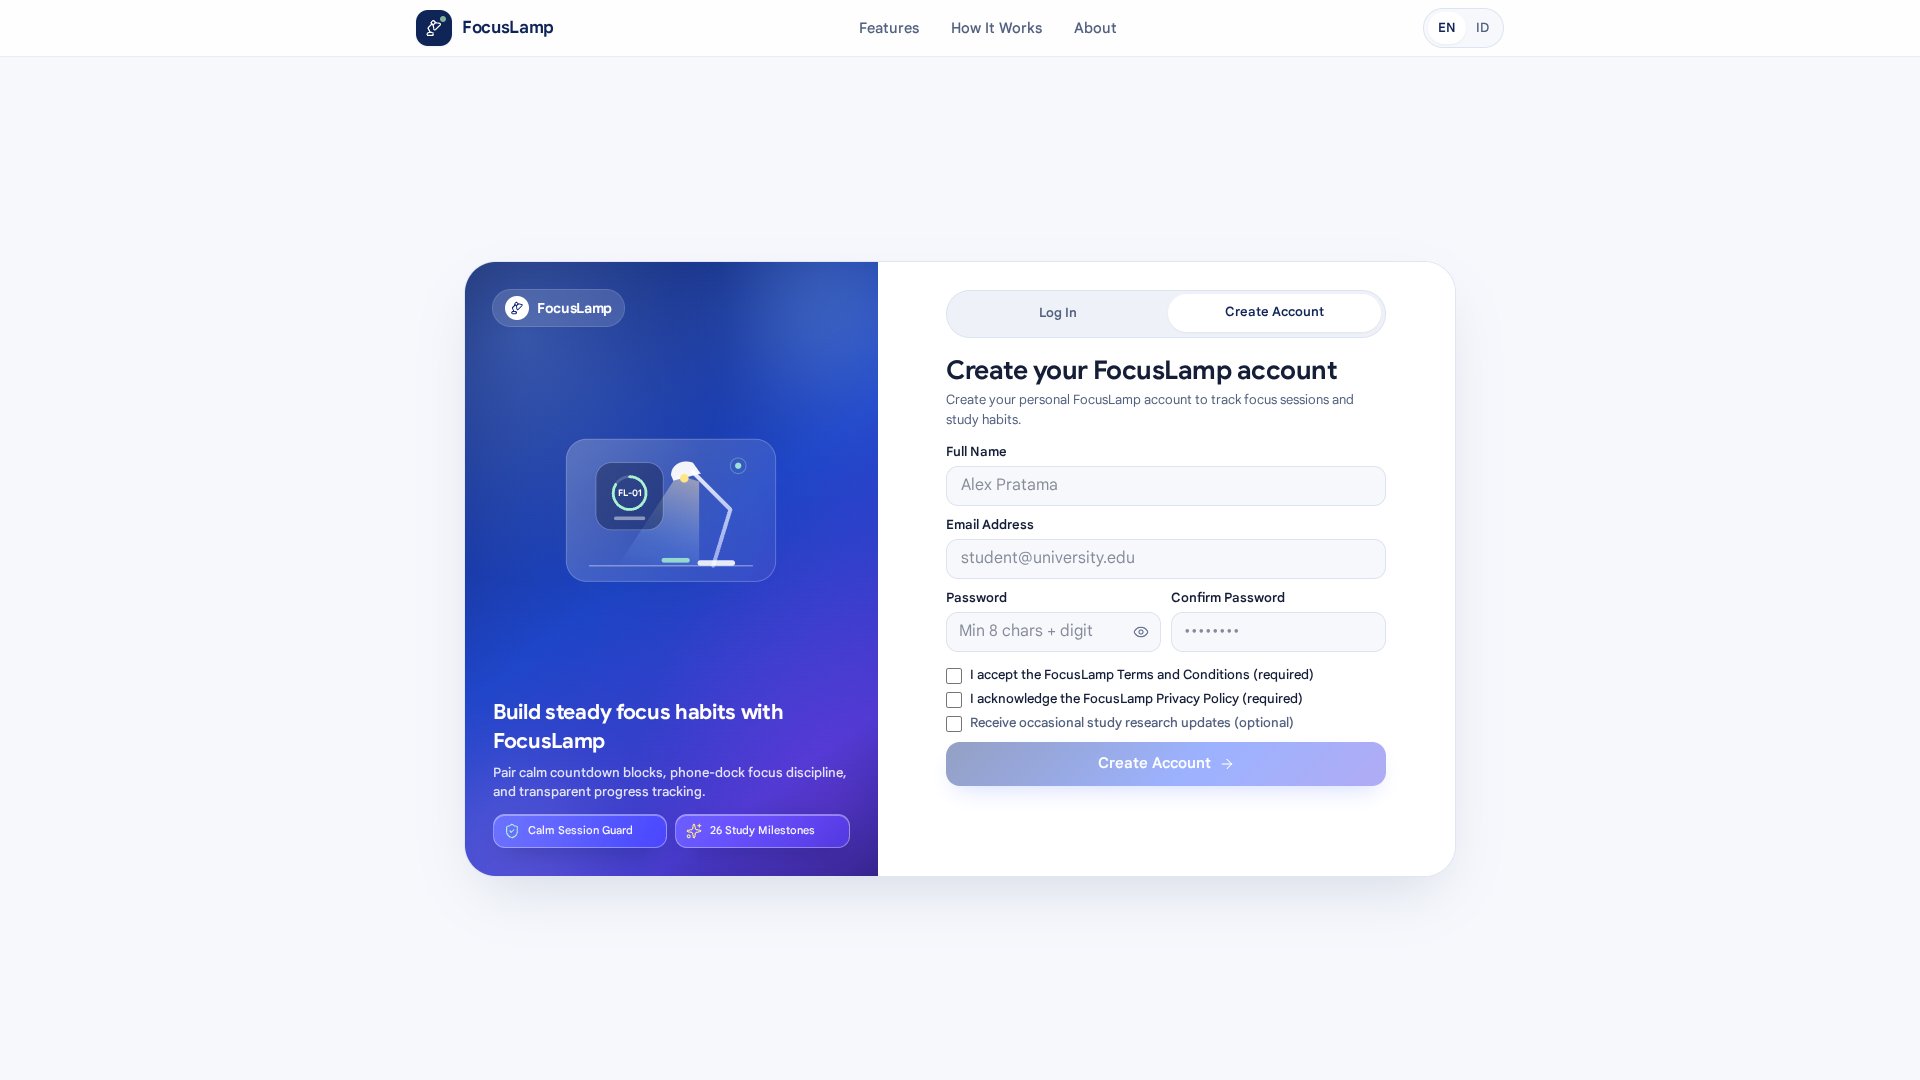 FocusLamp
Features
How It Works
About
EN
ID
FocusLamp
FL-01
Build steady focus habits with
FocusLamp
Pair calm countdown blocks, phone-dock focus discipline,
and transparent progress tracking.
Calm Session Guard
26 Study Milestones
Log In
Create Account
Create your FocusLamp account
Create your personal FocusLamp account to track focus sessions and
study habits.
Full Name
Alex Pratama
Email Address
student@university.edu
Password
Confirm Password
Min 8 chars + digit
••••••••
I accept the FocusLamp Terms and Conditions (required)
I acknowledge the FocusLamp Privacy Policy (required)
Receive occasional study research updates (optional)
Create Account →